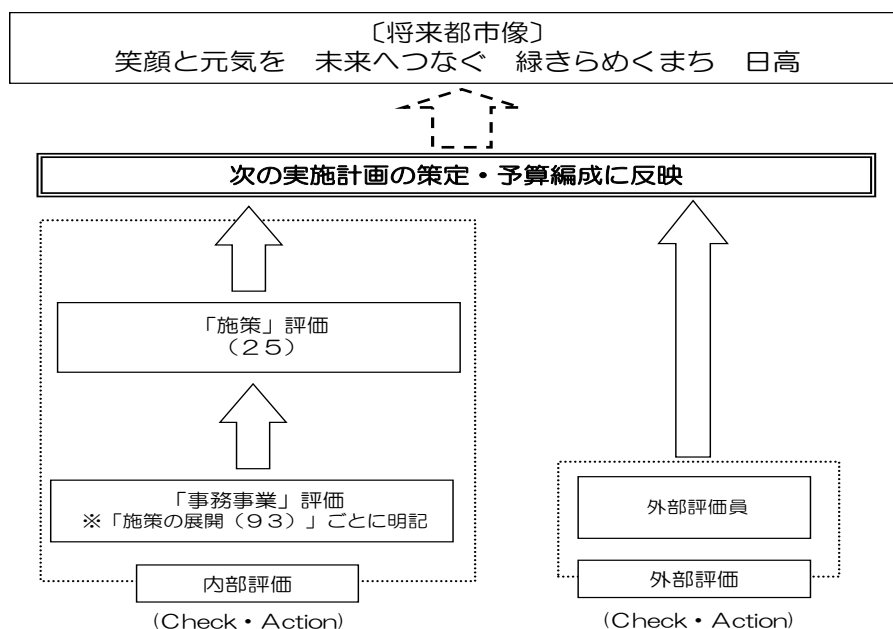 〔将来都市像〕
笑顔と元気を　未来へつなぐ　緑きらめくまち　日高
次の実施計画の策定・予算編成に反映
「施策」評価
（２５）
「事務事業」評価
※「施策の展開（９３）」ごとに明記
内部評価
(Check・Action)
外部評価員
外部評価
(Check・Action)